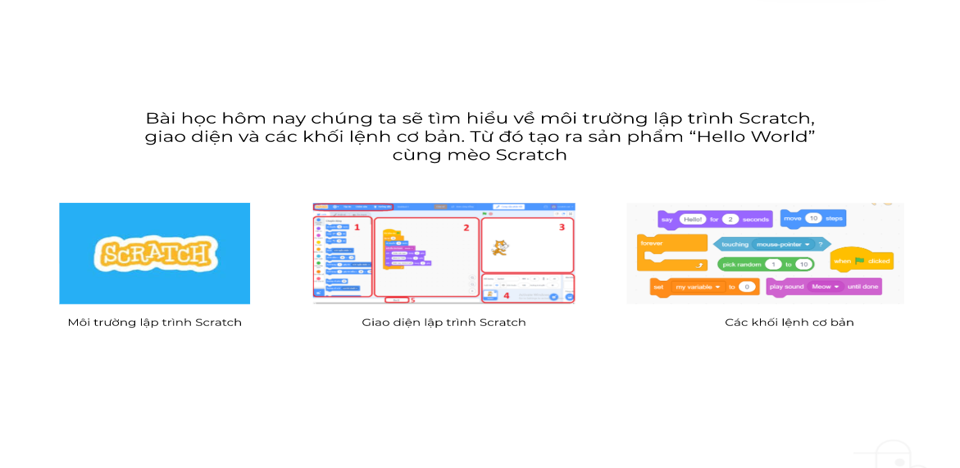 Bài học hôm nay chúng ta sẽ tìm hiểu về môi trường lập trình Scratch,
giao diện và các khối lệnh cơ bản. Từ đó tạo ra sản phẩm “Hello World”
cùng mèo Scratch
SCRATCH
1
2
3
4
5
say Hello! for 2 seconds
move 10 steps
forever
touching mouse-pointer ?
pick random 1 to 10
when clicked
set my variable to 0
play sound Meow until done
Môi trường lập trình Scratch
Giao diện lập trình Scratch
Các khối lệnh cơ bản